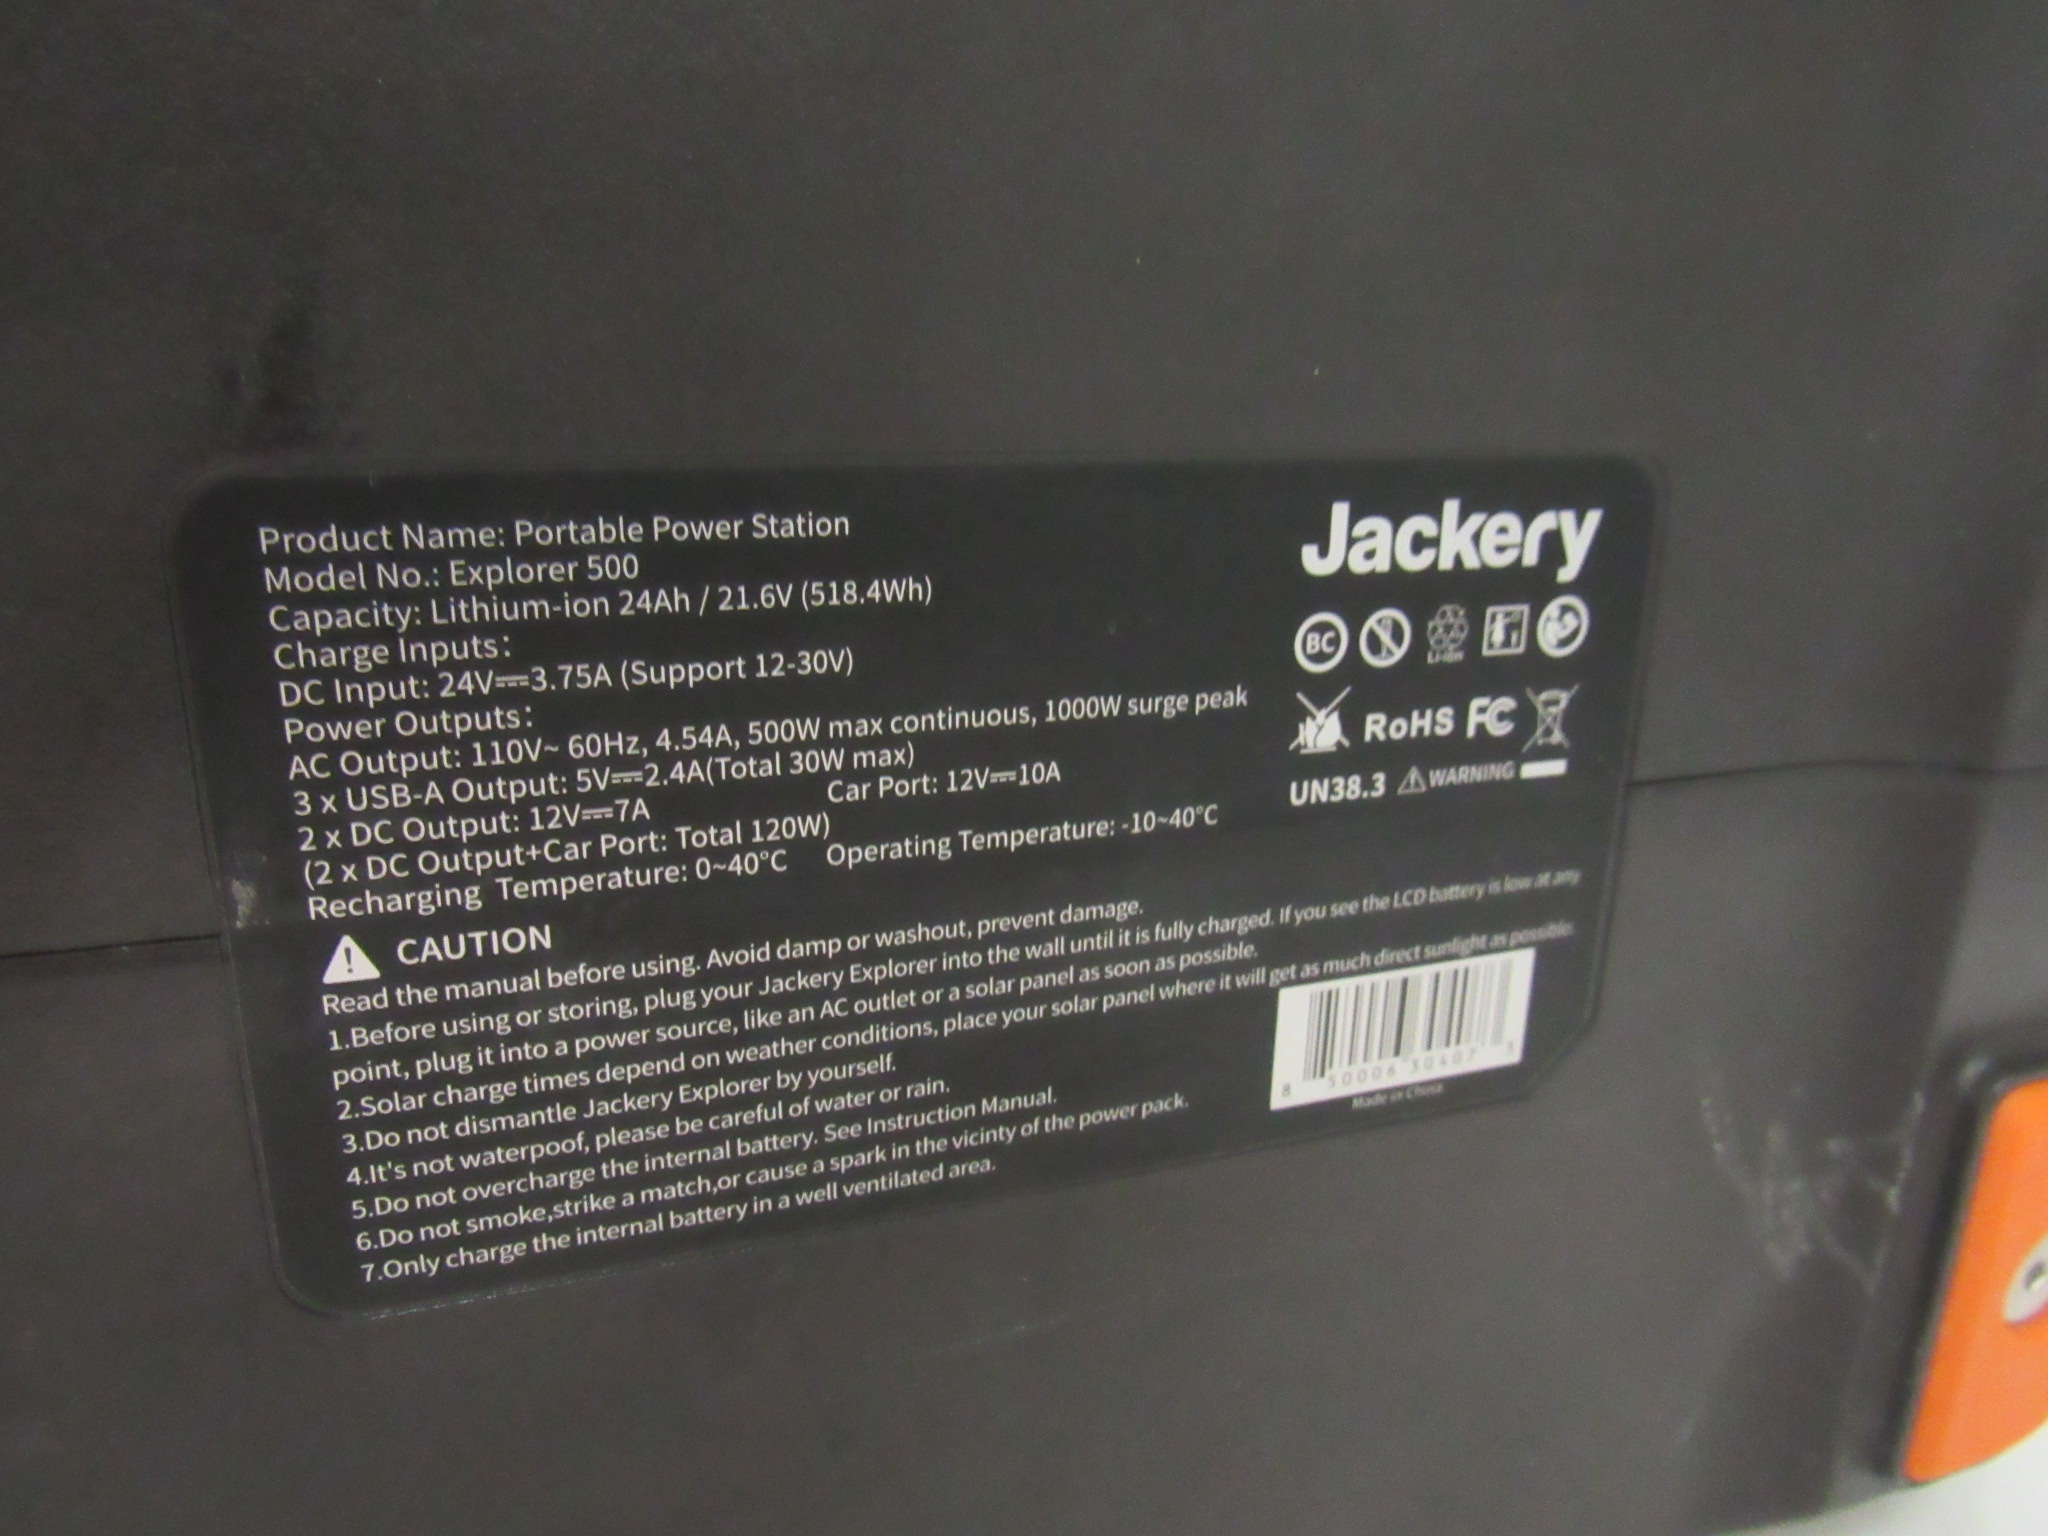 Jackery
Product Name: Portable Power Station
Model No.: Explorer 500
Capacity: Lithium-ion 24Ah / 21.6V (518.4Wh)
Charge Inputs:
DC Input: 24V⎓3.75A (Support 12-30V)
Power Outputs:
AC Output: 110V~ 60Hz, 4.54A, 500W max continuous, 1000W surge peak
3 x USB-A Output: 5V⎓2.4A(Total 30W max)
2 x DC Output: 12V⎓7A Car Port: 12V⎓10A
(2 x DC Output+Car Port: Total 120W)
Recharging Temperature: 0~40°C Operating Temperature: -10~40°C
BC
Li-ion
RoHS FC
UN38.3 WARNING
CAUTION
Read the manual before using. Avoid damp or washout, prevent damage.
1.Before using or storing, plug your Jackery Explorer into the wall until it is fully charged. If you see the LCD battery is low at any
point, plug it into a power source, like an AC outlet or a solar panel as soon as possible.
2.Solar charge times depend on weather conditions, place your solar panel where it will get as much direct sunlight as possible.
3.Do not dismantle Jackery Explorer by yourself.
4.It's not waterpoof, please be careful of water or rain.
5.Do not overcharge the internal battery. See Instruction Manual.
6.Do not smoke,strike a match,or cause a spark in the vicinty of the power pack.
7.Only charge the internal battery in a well ventilated area.
8 50006 30407 3
Made in China